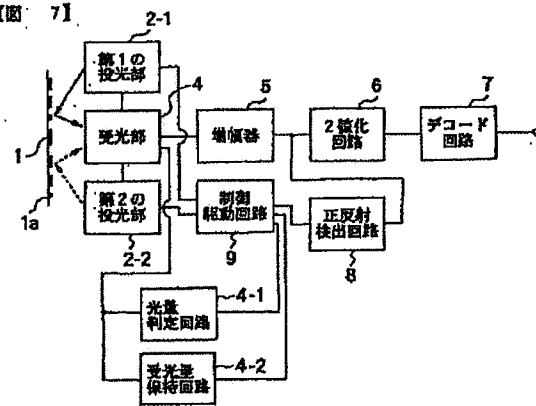 【図 7】
2-1
第1の
投光部
4
受光部
5
増幅器
6
2値化
回路
7
デコード
回路
1
1a
第2の
投光部
2-2
制御
駆動回路
9
正反射
検出回路
8
光量
判定回路
4-1
受光量
保持回路
4-2